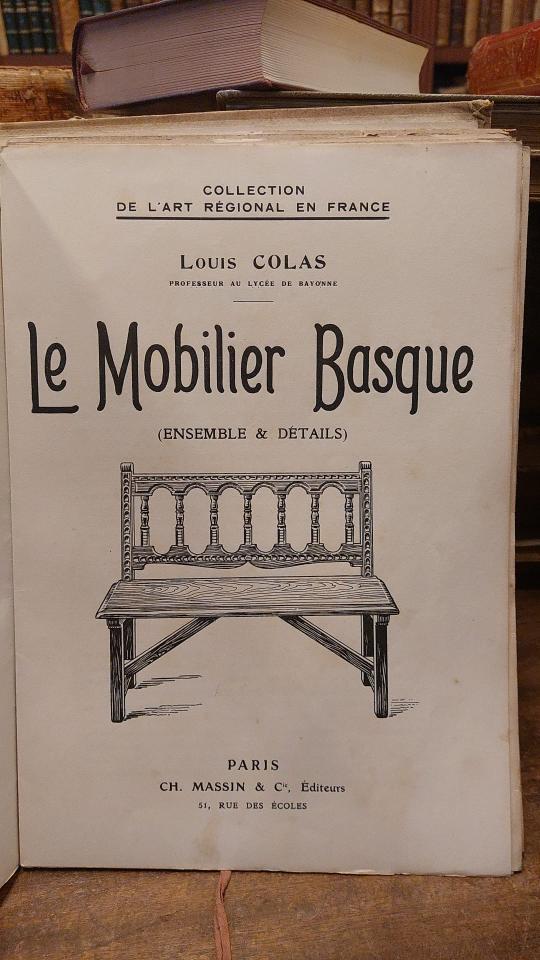 COLLECTION
DE L'ART RÉGIONAL EN FRANCE
Louis COLAS
PROFESSEUR AU LYCÉE DE BAYONNE
Le Mobilier Basque
(ENSEMBLE & DÉTAILS)
PARIS
CH. MASSIN & Cie, Éditeurs
51, RUE DES ÉCOLES